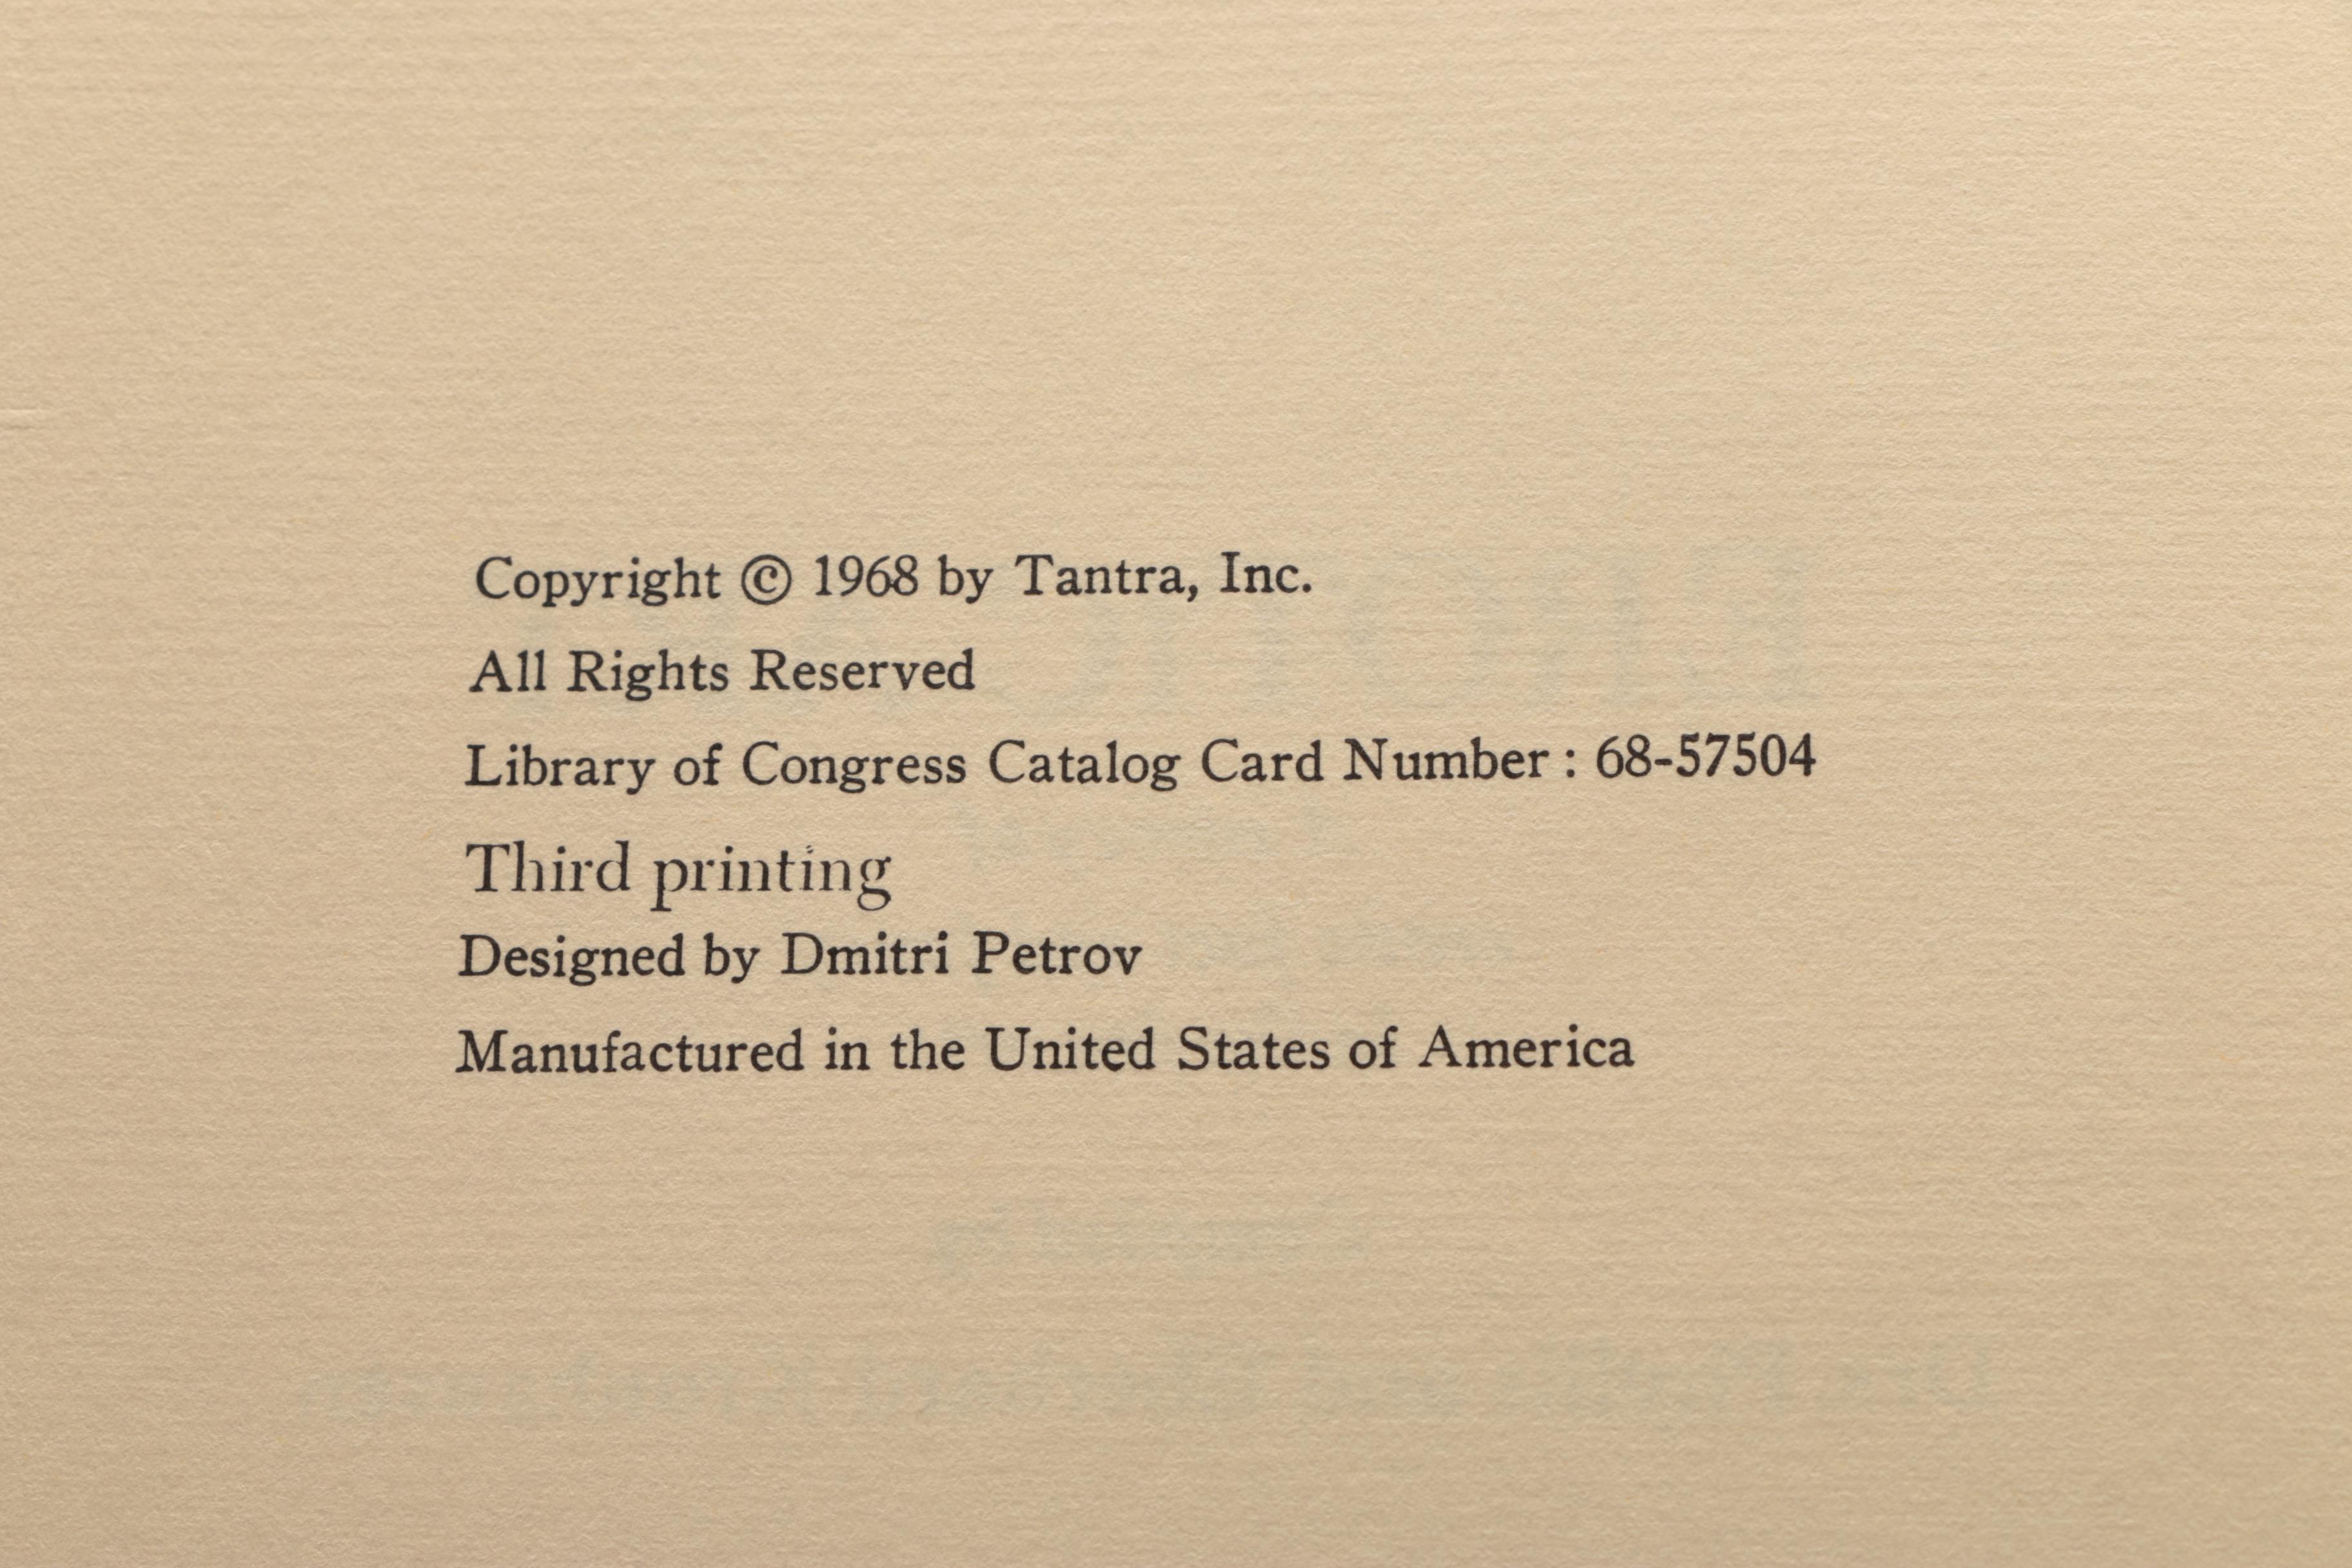 Copyright © 1968 by Tantra, Inc.
All Rights Reserved
Library of Congress Catalog Card Number : 68-57504
Third printing
Designed by Dmitri Petrov
Manufactured in the United States of America